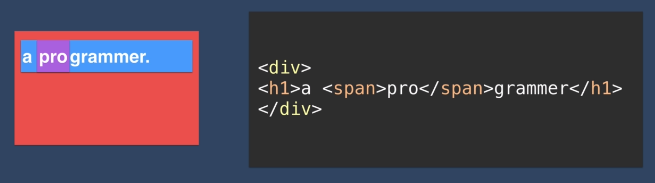 a programmer.
<div>
<h1>a <span>pro</span>grammer</h1>
</div>